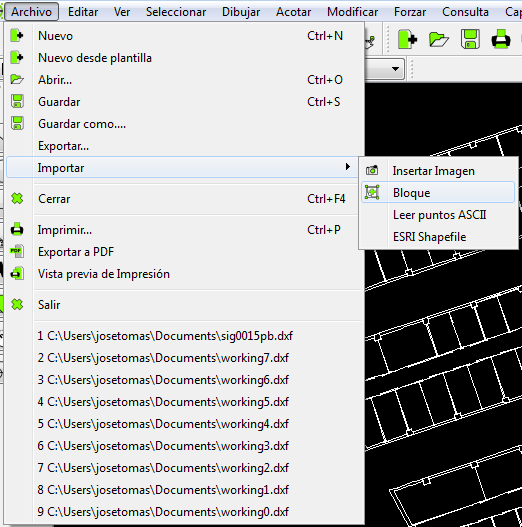 Archivo Editar Ver Seleccionar Dibujar Acotar Modificar Forzar Consulta Cap
Nuevo Ctrl+N
Nuevo desde plantilla
Abrir... Ctrl+O
Guardar Ctrl+S
Guardar como....
Exportar...
Importar
Insertar Imagen
Bloque
Leer puntos ASCII
ESRI Shapefile
Cerrar Ctrl+F4
Imprimir... Ctrl+P
PDF Exportar a PDF
Vista previa de Impresión
Salir
1 C:\Users\josetomas\Documents\sig0015pb.dxf
2 C:\Users\josetomas\Documents\working7.dxf
3 C:\Users\josetomas\Documents\working6.dxf
4 C:\Users\josetomas\Documents\working5.dxf
5 C:\Users\josetomas\Documents\working4.dxf
6 C:\Users\josetomas\Documents\working3.dxf
7 C:\Users\josetomas\Documents\working2.dxf
8 C:\Users\josetomas\Documents\working1.dxf
9 C:\Users\josetomas\Documents\working0.dxf